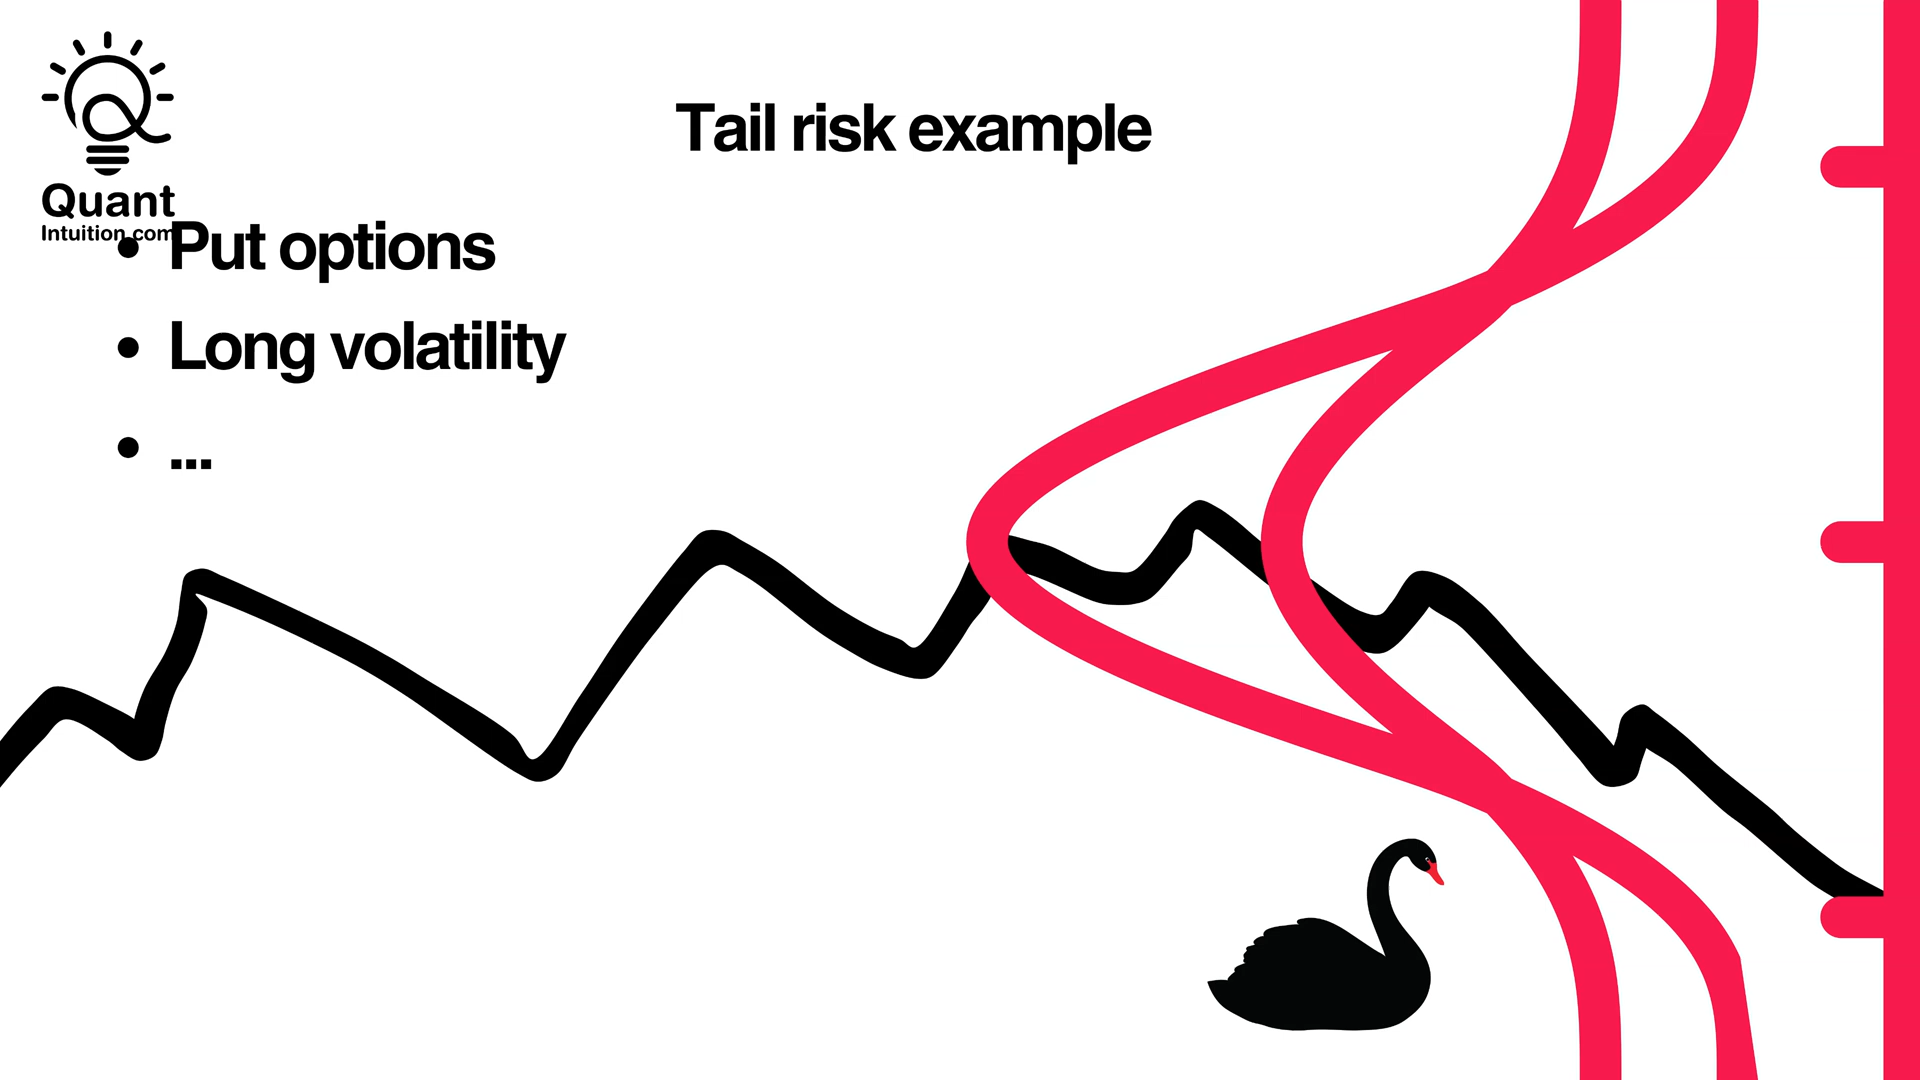 Quant
Intuition.com
Tail risk example
• Put options
• Long volatility
• ...